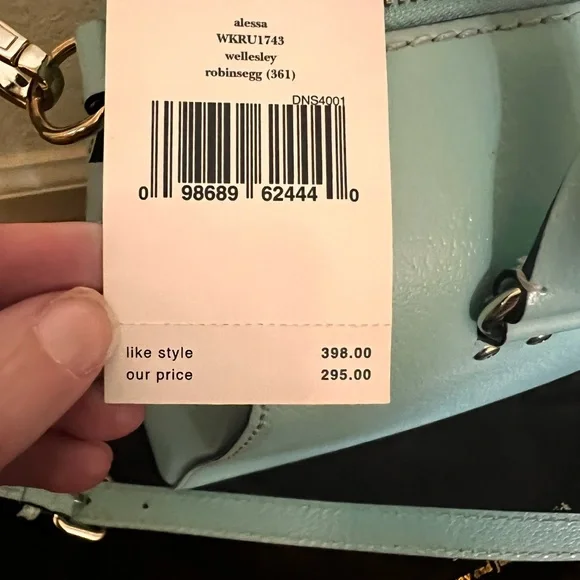 alessa
WKRU1743
wellesley
robinsegg (361)
DNS4001
0 98689 62444 0
like style 398.00
our price 295.00